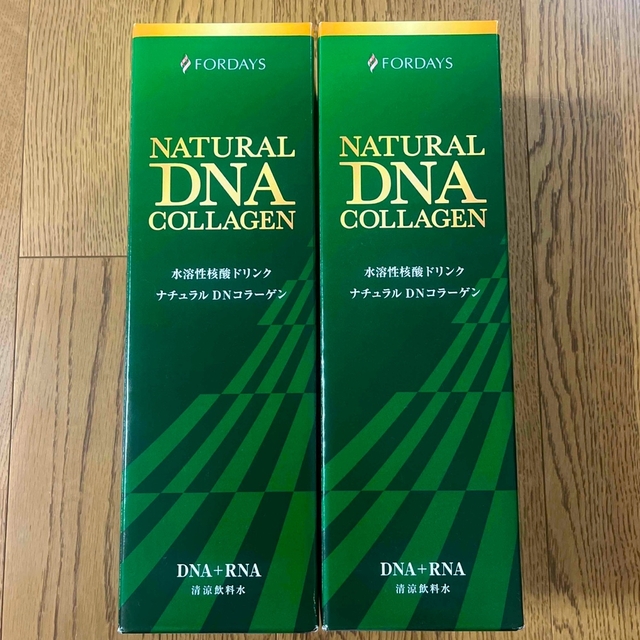 FORDAYS
NATURAL
DNA
COLLAGEN
水溶性核酸ドリンク
ナチュラル DNコラーゲン
DNA+RNA
清涼飲料水
FORDAYS
NATURAL
DNA
COLLAGEN
水溶性核酸ドリンク
ナチュラル DNコラーゲン
DNA+RNA
清涼飲料水